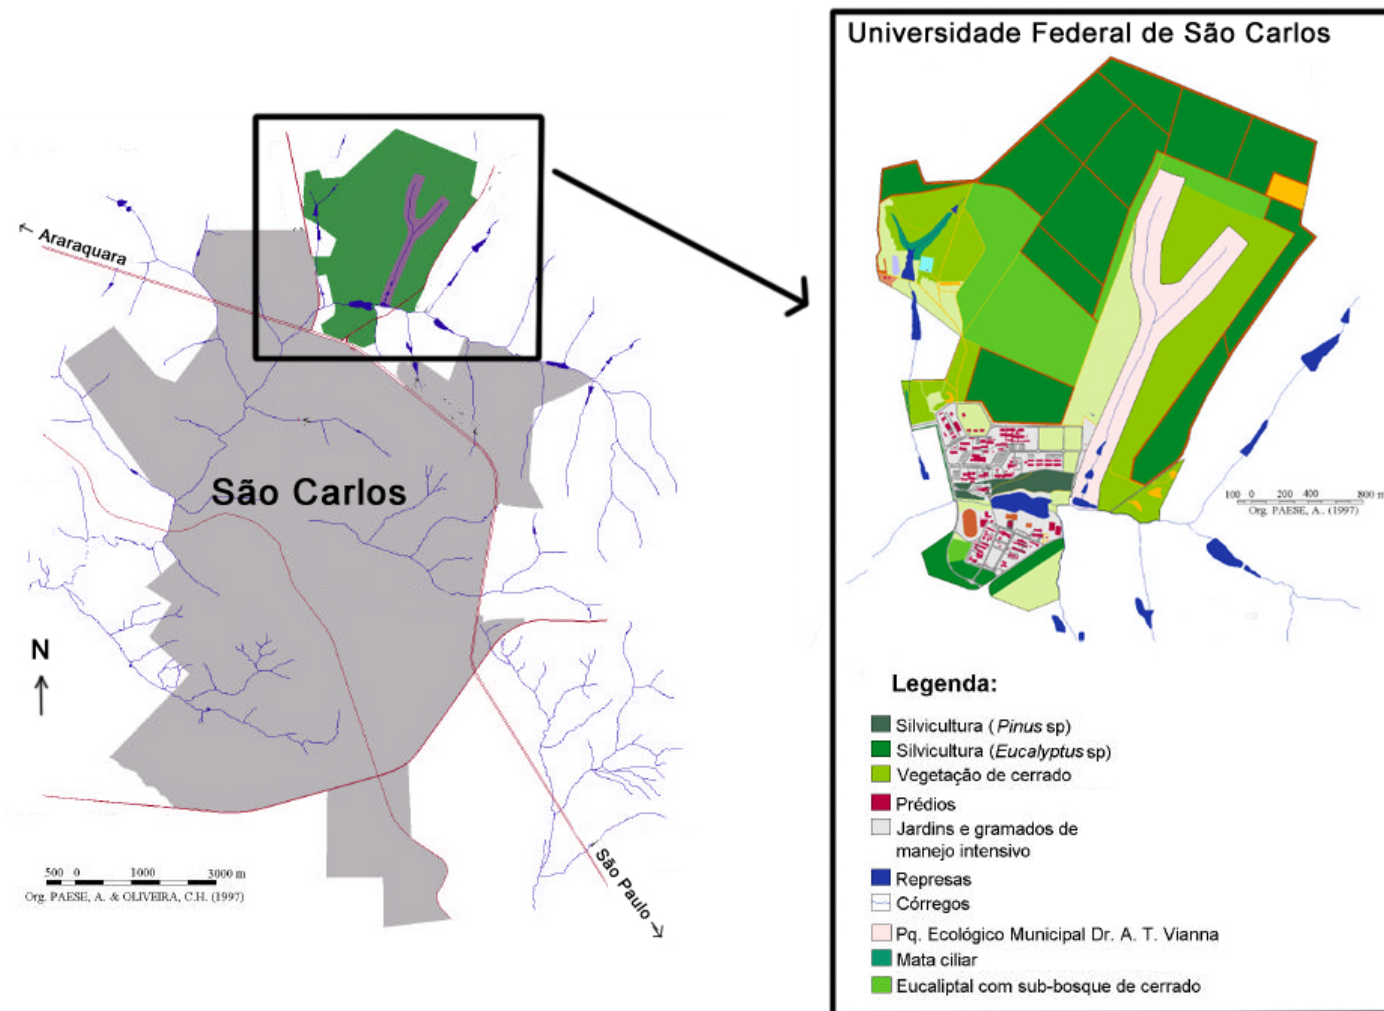 ← Araraquara
São Carlos
N
500 0 1000 3000 m
Org. PAESE, A. & OLIVEIRA, C.H. (1997)
São Paulo →
Universidade Federal de São Carlos
100 0 200 400 800 m
Org. PAESE, A. (1997)
Legenda:
Silvicultura (Pinus sp)
Silvicultura (Eucalyptus sp)
Vegetação de cerrado
Prédios
Jardins e gramados de
manejo intensivo
Represas
Córregos
Pq. Ecológico Municipal Dr. A. T. Vianna
Mata ciliar
Eucaliptal com sub-bosque de cerrado